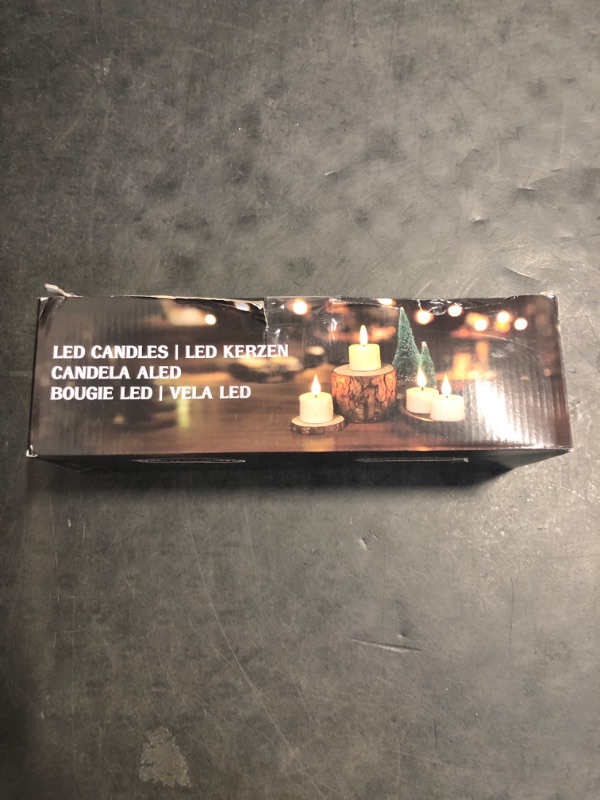 LED CANDLES | LED KERZEN
CANDELA ALED
BOUGIE LED | VELA LED